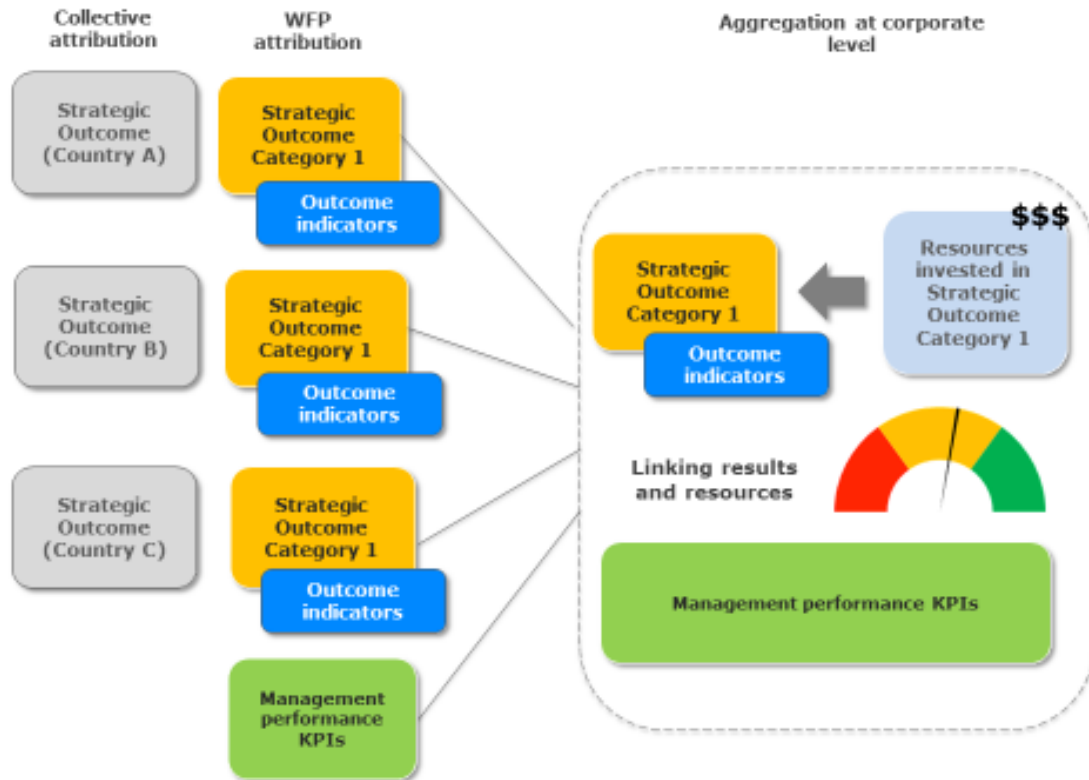 Collective
attribution
WFP
attribution
Aggregation at corporate
level
Strategic
Outcome
(Country A)
Strategic
Outcome
Category 1
Outcome
indicators
Strategic
Outcome
(Country B)
Strategic
Outcome
Category 1
Outcome
indicators
Strategic
Outcome
(Country C)
Strategic
Outcome
Category 1
Outcome
indicators
Management
performance
KPIs
Strategic
Outcome
Category 1
Outcome
indicators
$$$
Resources
invested in
Strategic
Outcome
Category 1
Linking results
and resources
Management performance KPIs